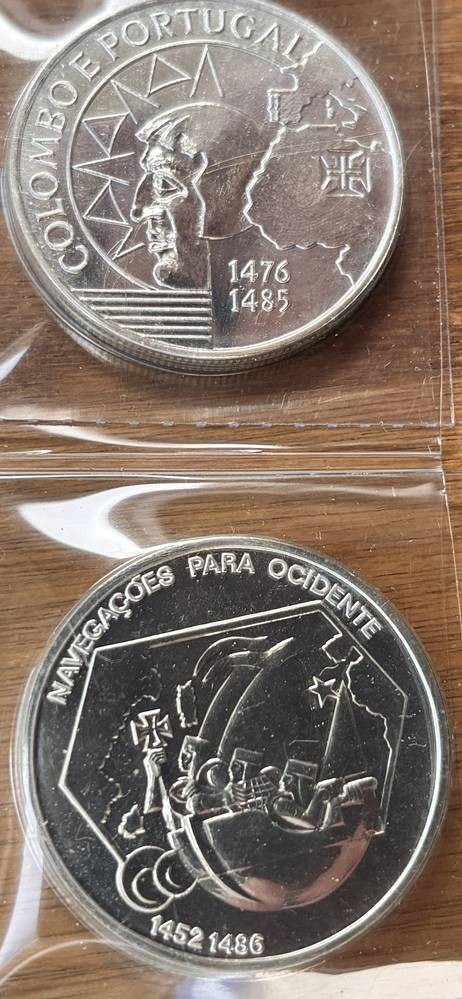 COLOMBO E PORTUGAL
1476
1485
NAVEGAÇÕES PARA OCIDENTE
1452 1486